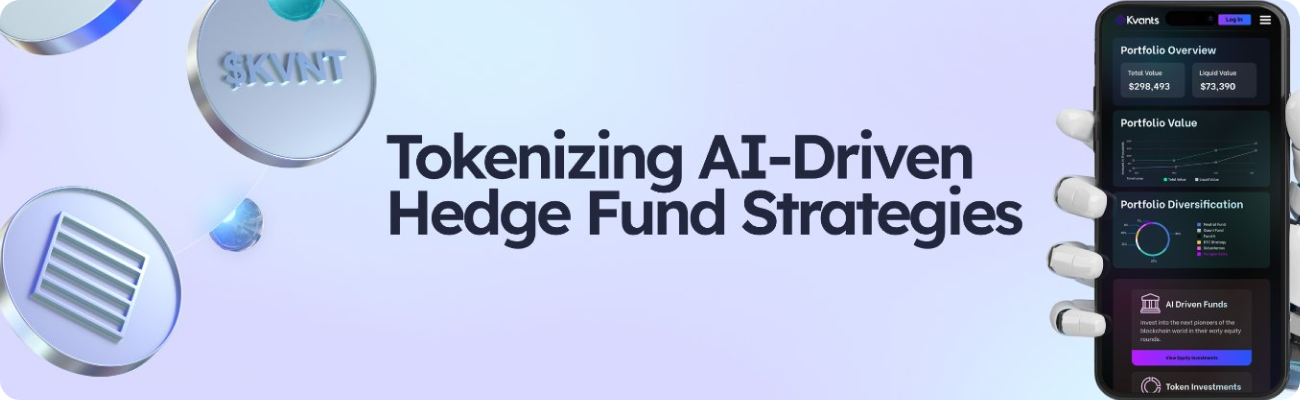 $KVNT
Tokenizing AI-Driven
Hedge Fund Strategies
Kvants
Log In
Portfolio Overview
Total Value
Liquid Value
$298,493
$73,390
Portfolio Value
Total Value
Liquid Value
Portfolio Diversification
AI Driven Funds
Invest into the next pioneers of the
blockchain world in their early equity
rounds.
View Equity Investments
Token Investments